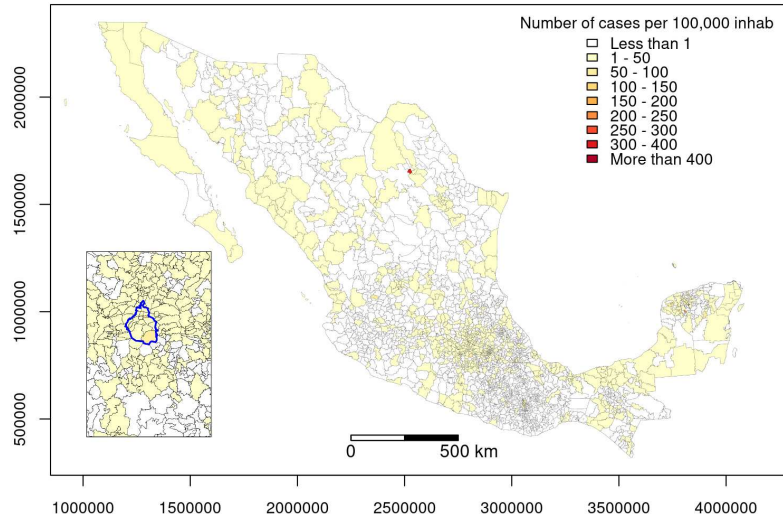 Number of cases per 100,000 inhab
Less than 1
1 - 50
50 - 100
100 - 150
150 - 200
200 - 250
250 - 300
300 - 400
More than 400
2000000
1500000
1000000
500000
0 500 km
1000000 1500000 2000000 2500000 3000000 3500000 4000000